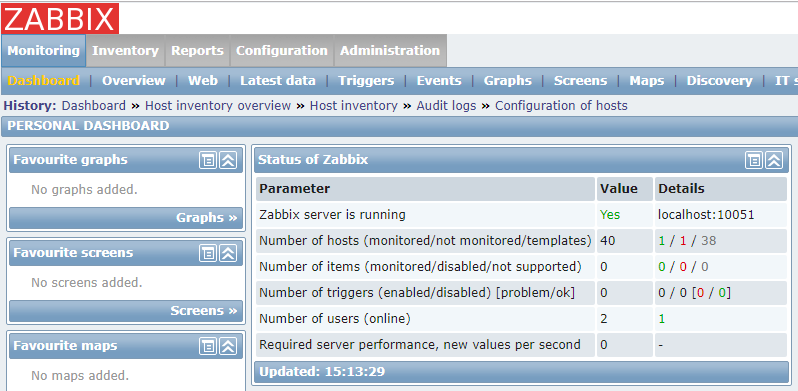 ZABBIX
Monitoring Inventory Reports Configuration Administration
Dashboard | Overview | Web | Latest data | Triggers | Events | Graphs | Screens | Maps | Discovery | IT s
History: Dashboard » Host inventory overview » Host inventory » Audit logs » Configuration of hosts
PERSONAL DASHBOARD
Favourite graphs
No graphs added.
Graphs »
Favourite screens
No screens added.
Screens »
Favourite maps
No maps added.
Status of Zabbix
Parameter Value Details
Zabbix server is running Yes localhost:10051
Number of hosts (monitored/not monitored/templates) 40 1 / 1 / 38
Number of items (monitored/disabled/not supported) 0 0 / 0 / 0
Number of triggers (enabled/disabled) [problem/ok] 0 0 / 0 [0 / 0]
Number of users (online) 2 1
Required server performance, new values per second 0 -
Updated: 15:13:29